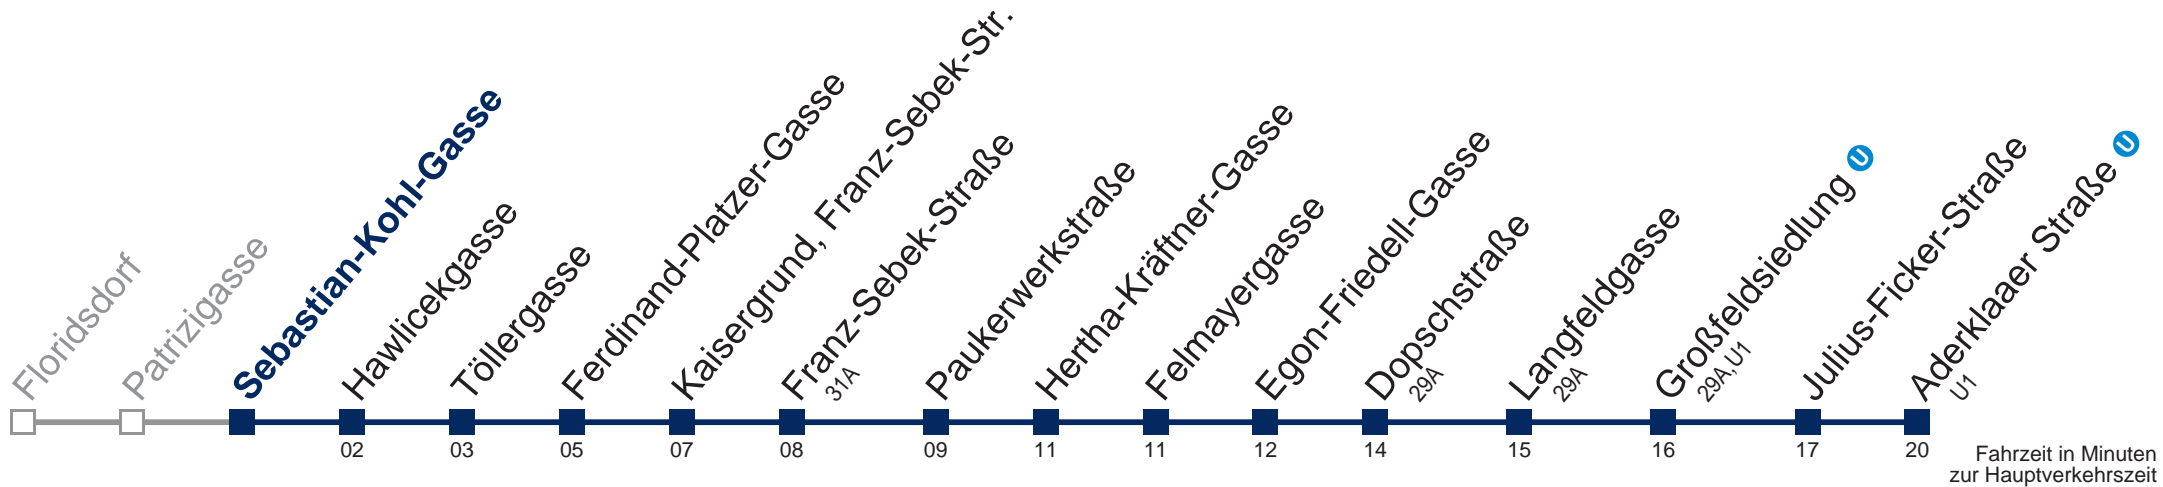 Floridsdorf
Patrizigasse
Sebastian-Kohl-Gasse
Hawlicekgasse
02
Töllergasse
03
Ferdinand-Platzer-Gasse
05
Kaisergrund, Franz-Sebek-Str.
07
Franz-Sebek-Straße
31A
08
Paukerwerkstraße
09
Hertha-Kräftner-Gasse
11
Felmayergasse
11
Egon-Friedell-Gasse
12
Dopschstraße
29A
14
Langfeldgasse
29A
15
Großfeldsiedlung U
29A, U1
16
Julius-Ficker-Straße
17
Aderklaaer Straße U
U1
20
Fahrzeit in Minuten
zur Hauptverkehrszeit